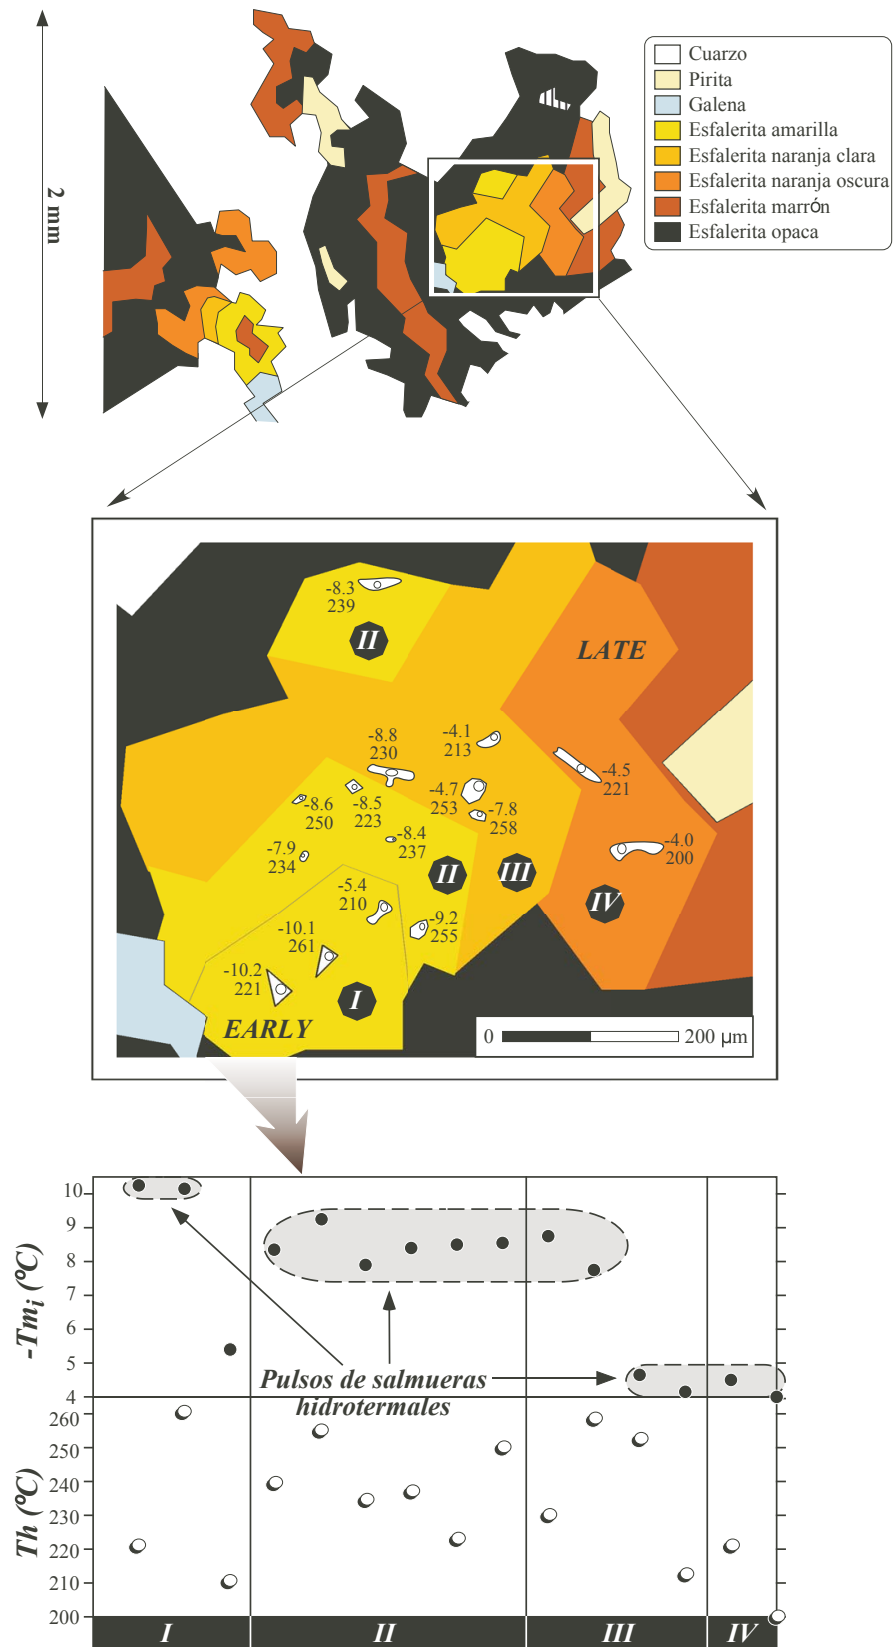 2 mm
Cuarzo
Pirita
Galena
Esfalerita amarilla
Esfalerita naranja clara
Esfalerita naranja oscura
Esfalerita marrón
Esfalerita opaca
-8.3
239
II
LATE
-8.8
230
-4.1
213
-4.5
221
-4.7
253
-8.6
250
-8.5
223
-7.8
258
-8.4
237
-7.9
234
-4.0
200
II
III
IV
-5.4
210
-9.2
255
-10.1
261
-10.2
221
I
EARLY
0
200 µm
-Tmi (ºC)
10
9
8
7
6
5
4
Pulsos de salmueras
hidrotermales
Th (ºC)
260
250
240
230
220
210
200
I
II
III
IV